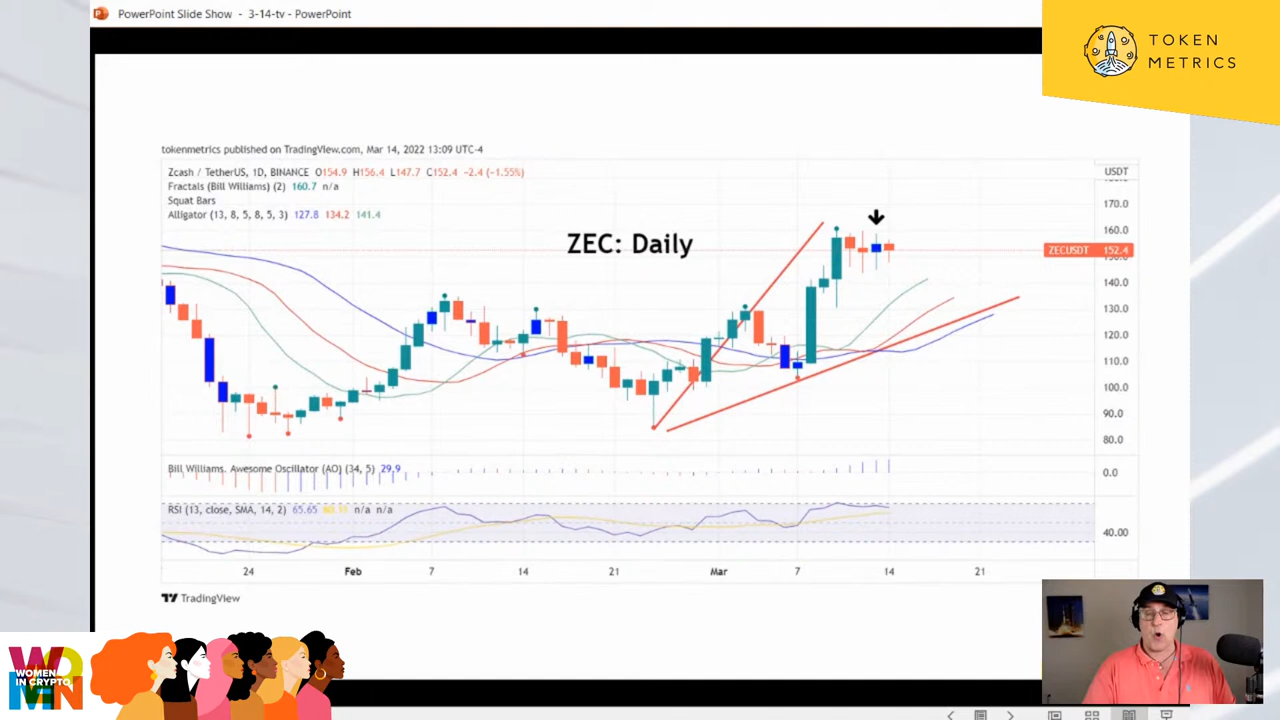 PowerPoint Slide Show - 3-14-tv - PowerPoint
TOKEN
METRICS
tokenmetrics published on TradingView.com, Mar 14, 2022 13:09 UTC-4
Zcash / TetherUS, 1D, BINANCE O154.9 H156.4 L147.7 C152.4 −2.4 (−1.55%)
USDT
Fractals (Bill Williams) (2) 160.7 n/a
Squat Bars
Alligator (13, 8, 5, 8, 5, 3) 127.8 134.2 141.4
170.0
160.0
ZEC: Daily
ZECUSDT 152.4
140.0
130.0
120.0
110.0
100.0
90.0
80.0
Bill Williams. Awesome Oscillator (AO) (34, 5) 29.9
0.0
RSI (13, close, SMA, 14, 2) 65.65 n/a n/a
40.00
24 Feb 7 14 21 Mar 7 14 21
TradingView
WOMEN
WOMEN
IN CRYPTO